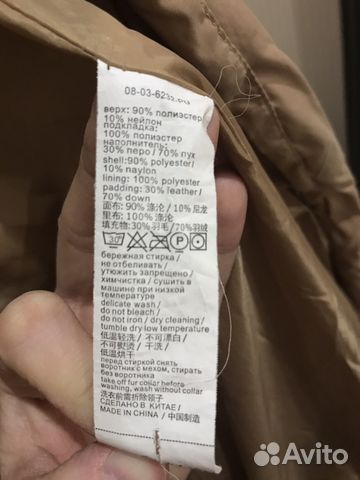 верх: 90% полиэстер
10% нейлон
подкладка:
100% полиэстер
наполнитель:
30% перо / 70% пух
shell:90% polyester/
10% naylon
lining: 100% polyester
padding: 30% feather/
70% down
面布: 90%涤沦 / 10%尼龙
里布: 100%涤沦
填充物: 30%羽毛/70%羽绒
30° P
бережная стирка /
не отбеливать /
утюжить запрещено /
химчистка / сушить в
машине при низкой
температуре
delicate wash /
do not bleach /
do not iron / dry cleaning /
tumble dry low temperature
低温轻洗 / 不可漂白/
不可熨烫 / 干洗 /
低温烘干
перед стиркой снять
воротник с мехом, стирать
без воротника
take off fur collar before
washing, wash without collar
洗衣前需折除领子
СДЕЛАНО В КИТАЕ /
MADE IN CHINA / 中国制造
Avito